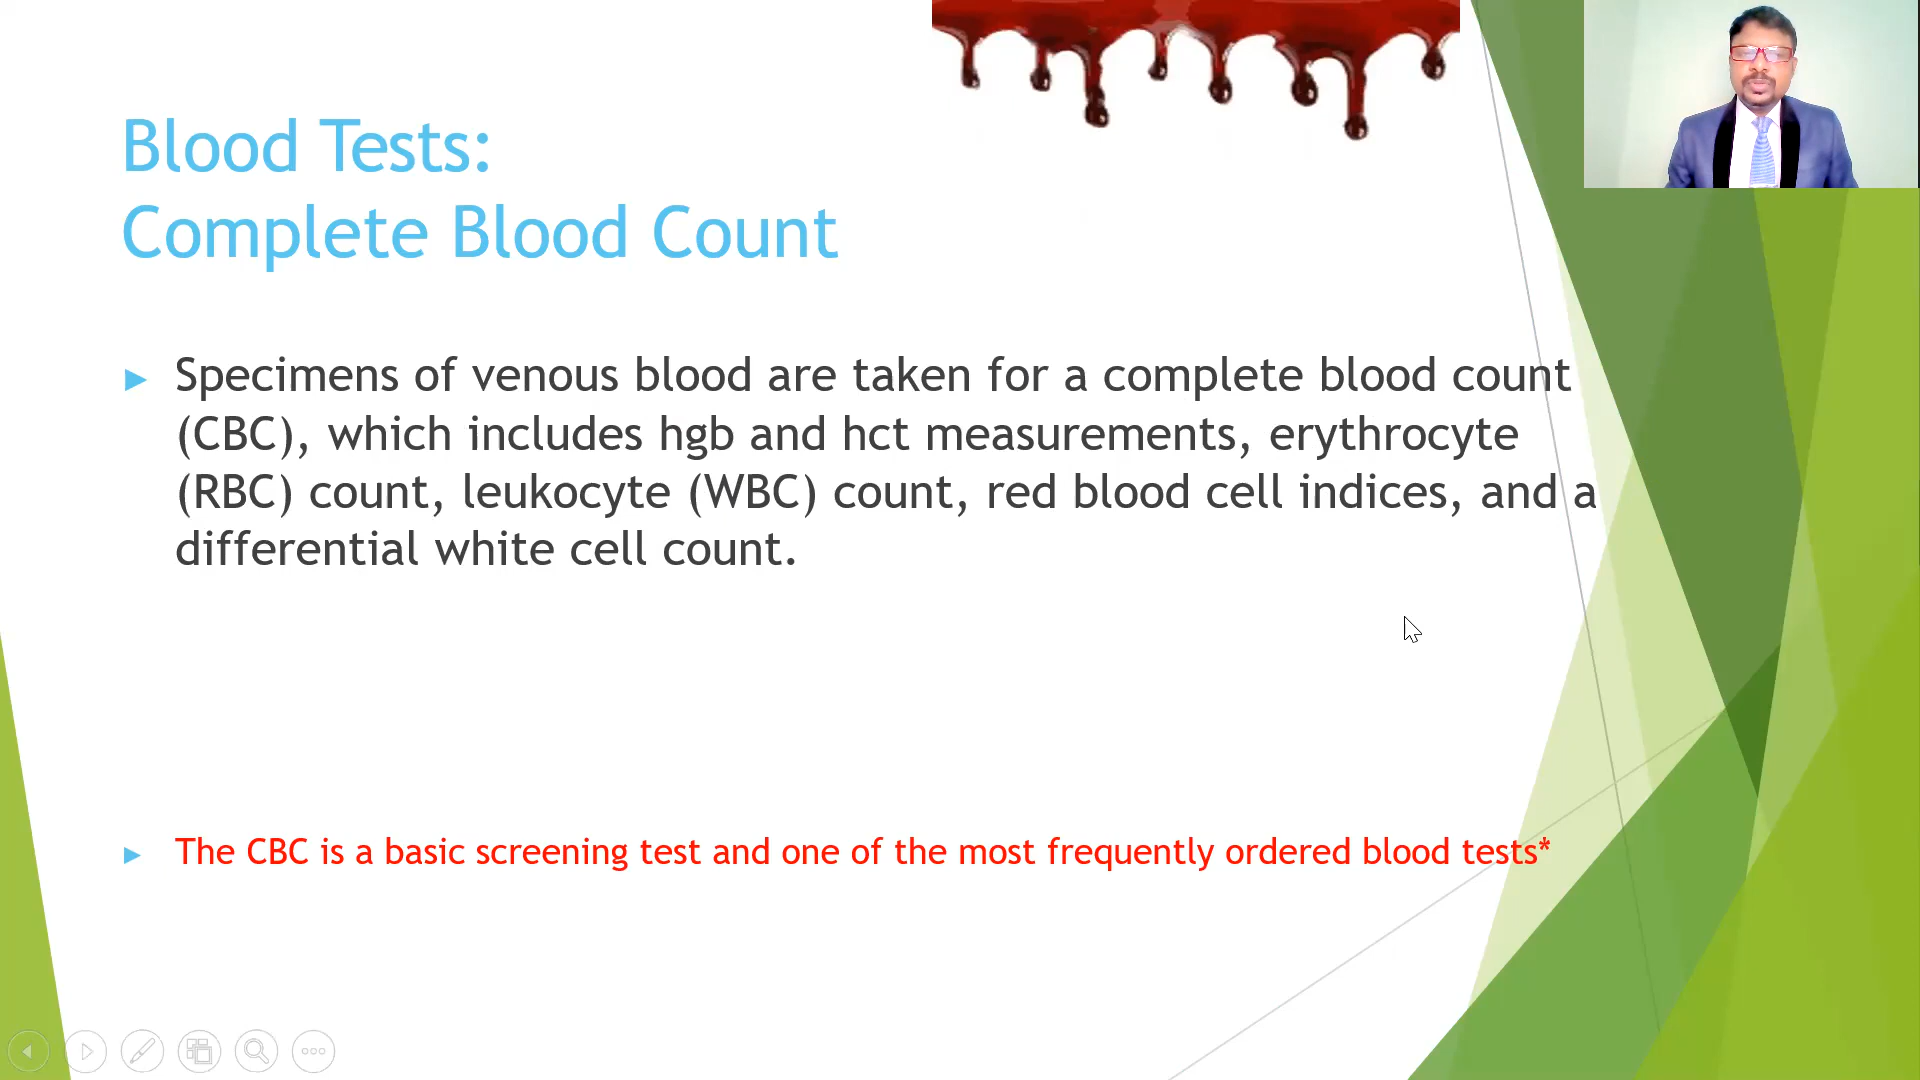 Blood Tests:
Complete Blood Count
Specimens of venous blood are taken for a complete blood count
(CBC), which includes hgb and hct measurements, erythrocyte
(RBC) count, leukocyte (WBC) count, red blood cell indices, and a
differential white cell count.
The CBC is a basic screening test and one of the most frequently ordered blood tests*